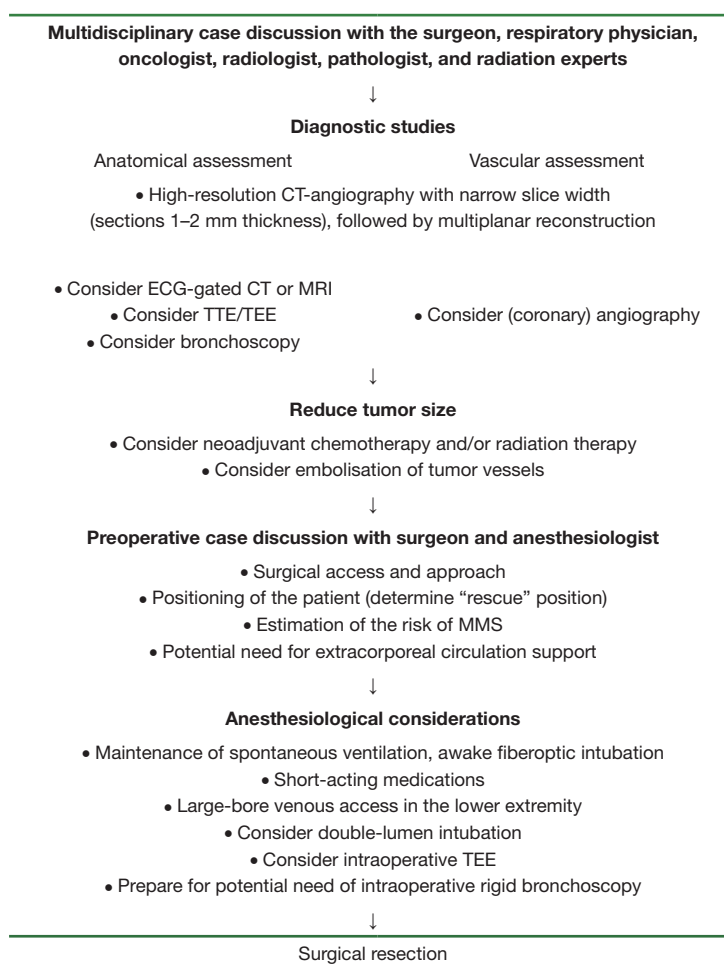 Multidisciplinary case discussion with the surgeon, respiratory physician,
oncologist, radiologist, pathologist, and radiation experts
↓
Diagnostic studies
Anatomical assessment Vascular assessment
• High-resolution CT-angiography with narrow slice width
(sections 1–2 mm thickness), followed by multiplanar reconstruction
• Consider ECG-gated CT or MRI
• Consider TTE/TEE • Consider (coronary) angiography
• Consider bronchoscopy
↓
Reduce tumor size
• Consider neoadjuvant chemotherapy and/or radiation therapy
• Consider embolisation of tumor vessels
↓
Preoperative case discussion with surgeon and anesthesiologist
• Surgical access and approach
• Positioning of the patient (determine “rescue” position)
• Estimation of the risk of MMS
• Potential need for extracorporeal circulation support
↓
Anesthesiological considerations
• Maintenance of spontaneous ventilation, awake fiberoptic intubation
• Short-acting medications
• Large-bore venous access in the lower extremity
• Consider double-lumen intubation
• Consider intraoperative TEE
• Prepare for potential need of intraoperative rigid bronchoscopy
↓
Surgical resection